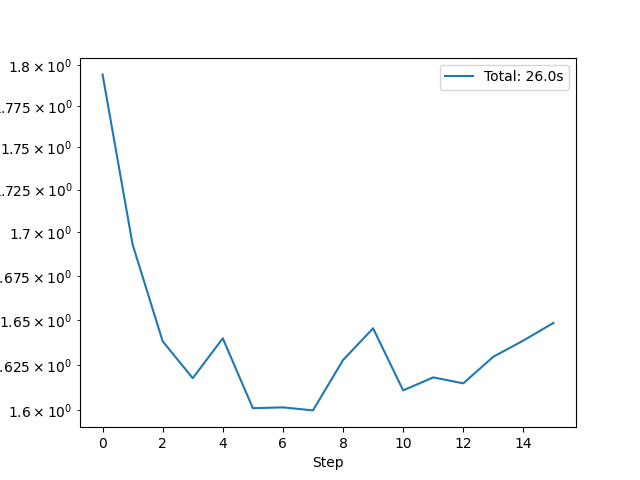 Total: 26.0s
1.8 × 10⁰
.775 × 10⁰
1.75 × 10⁰
.725 × 10⁰
1.7 × 10⁰
.675 × 10⁰
1.65 × 10⁰
.625 × 10⁰
1.6 × 10⁰
0 2 4 6 8 10 12 14
Step